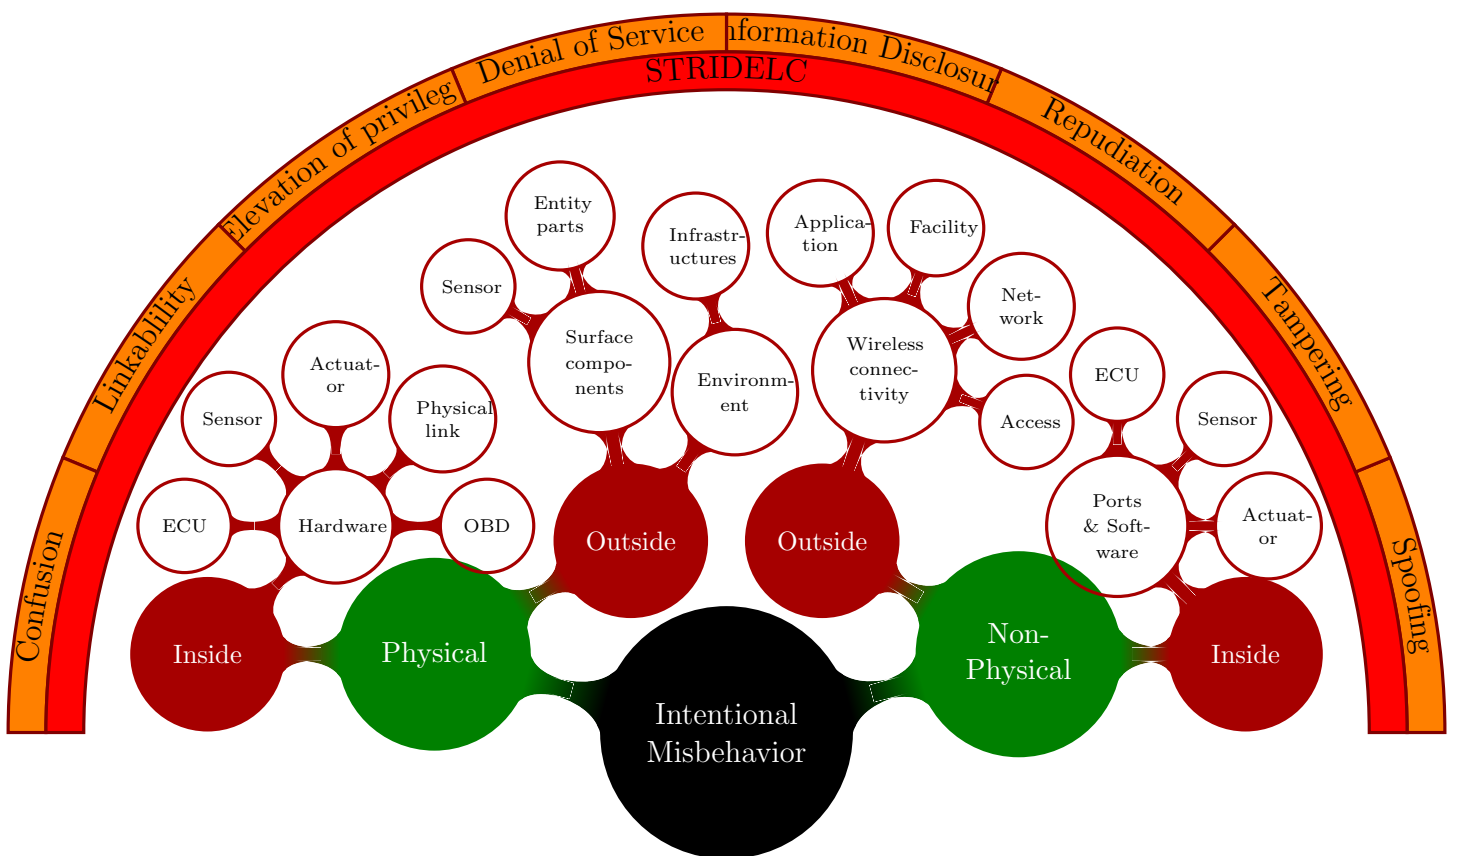 Confusion
Linkablility
Elevation of privileg
Denial of Service
nformation Disclosur
Repudiation
Tampering
Spoofing
STRIDELC
Entity
parts
Sensor
Infrastr-
uctures
Surface
compo-
nents
Environm-
ent
Applica-
tion
Facility
Net-
work
Access
Wireless
connec-
tivity
Actuat-
or
Sensor
Physical
link
ECU
Hardware
OBD
ECU
Sensor
Actuat-
or
Ports
& Soft-
ware
Outside
Outside
Inside
Physical
Non-
Physical
Inside
Intentional
Misbehavior